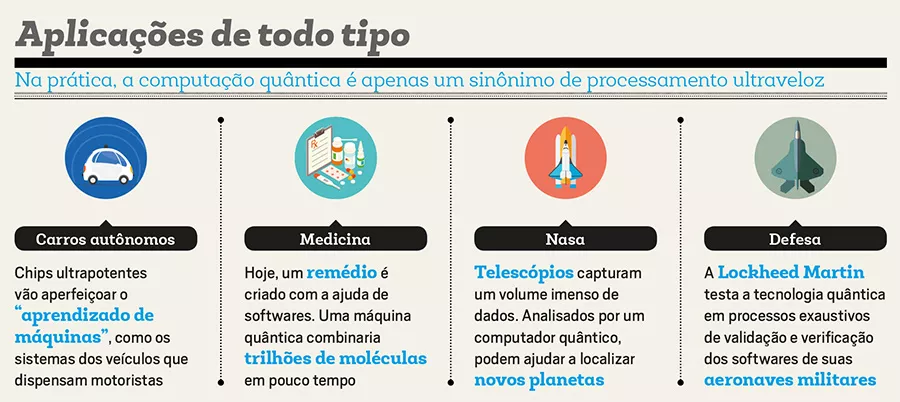 Aplicações de todo tipo
Na prática, a computação quântica é apenas um sinônimo de processamento ultraveloz
Carros autônomos
Chips ultrapotentes
vão aperfeiçoar o
“aprendizado de
máquinas”, como os
sistemas dos veículos que
dispensam motoristas
Medicina
Hoje, um remédio é
criado com a ajuda de
softwares. Uma máquina
quântica combinaria
trilhões de moléculas
em pouco tempo
Nasa
Telescópios capturam
um volume imenso de
dados. Analisados por um
computador quântico,
podem ajudar a localizar
novos planetas
Defesa
A Lockheed Martin
testa a tecnologia quântica
em processos exaustivos
de validação e verificação
dos softwares de suas
aeronaves militares